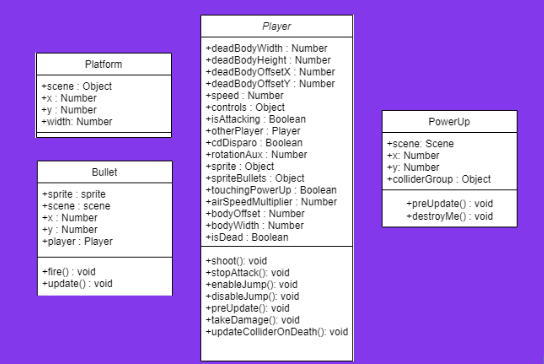 Platform
+scene : Object
+x : Number
+y : Number
+width: Number
Bullet
+sprite : sprite
+scene : scene
+x : Number
+y : Number
+player : Player
+fire() : void
+update() : void
Player
+deadBodyWidth : Number
+deadBodyHeight : Number
+deadBodyOffsetX : Number
+deadBodyOffsetY : Number
+speed : Number
+controls : Object
+isAttacking : Boolean
+otherPlayer : Player
+cdDisparo : Boolean
+rotationAux : Number
+sprite : Object
+spriteBullets : Object
+touchingPowerUp : Boolean
+airSpeedMultiplier : Number
+bodyOffset : Number
+bodyWidth : Number
+isDead : Boolean
+shoot(): void
+stopAttack(): void
+enableJump(): void
+disableJump(): void
+preUpdate(): void
+takeDamage(): void
+updateColliderOnDeath(): void
PowerUp
+scene: Scene
+x: Number
+y: Number
+colliderGroup : Object
+preUpdate() : void
+destroyMe() : void